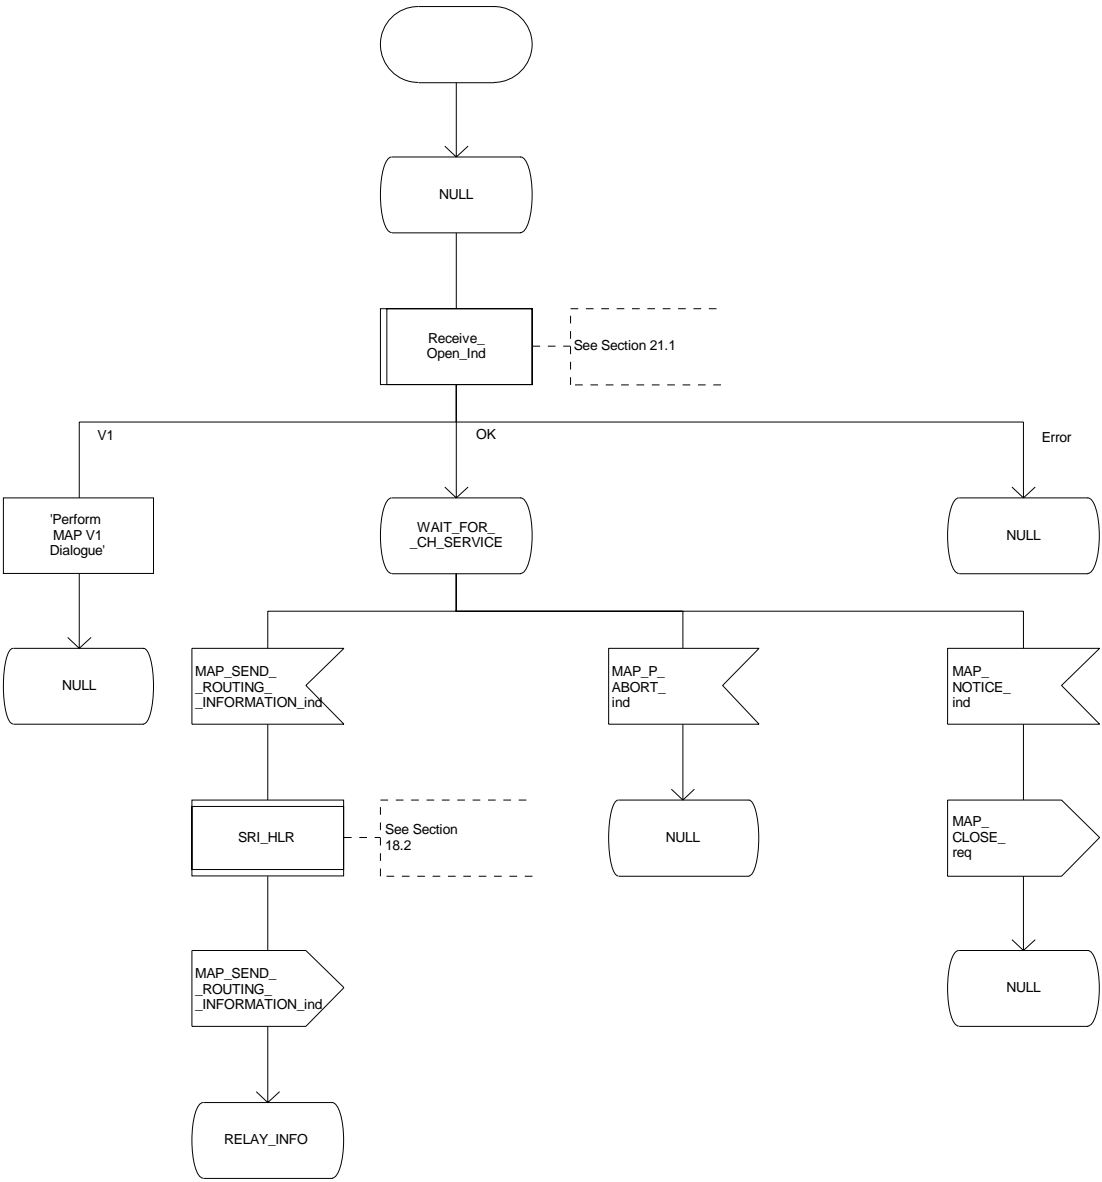 NULL
Receive_
Open_Ind
See Section 21.1
V1
OK
Error
'Perform
MAP V1
Dialogue'
WAIT_FOR_
_CH_SERVICE
NULL
NULL
MAP_SEND_
_ROUTING_
_INFORMATION_ind
MAP_P_
ABORT_
ind
MAP_
NOTICE_
ind
SRI_HLR
See Section
18.2
NULL
MAP_
CLOSE_
req
MAP_SEND_
_ROUTING_
_INFORMATION_ind
NULL
RELAY_INFO